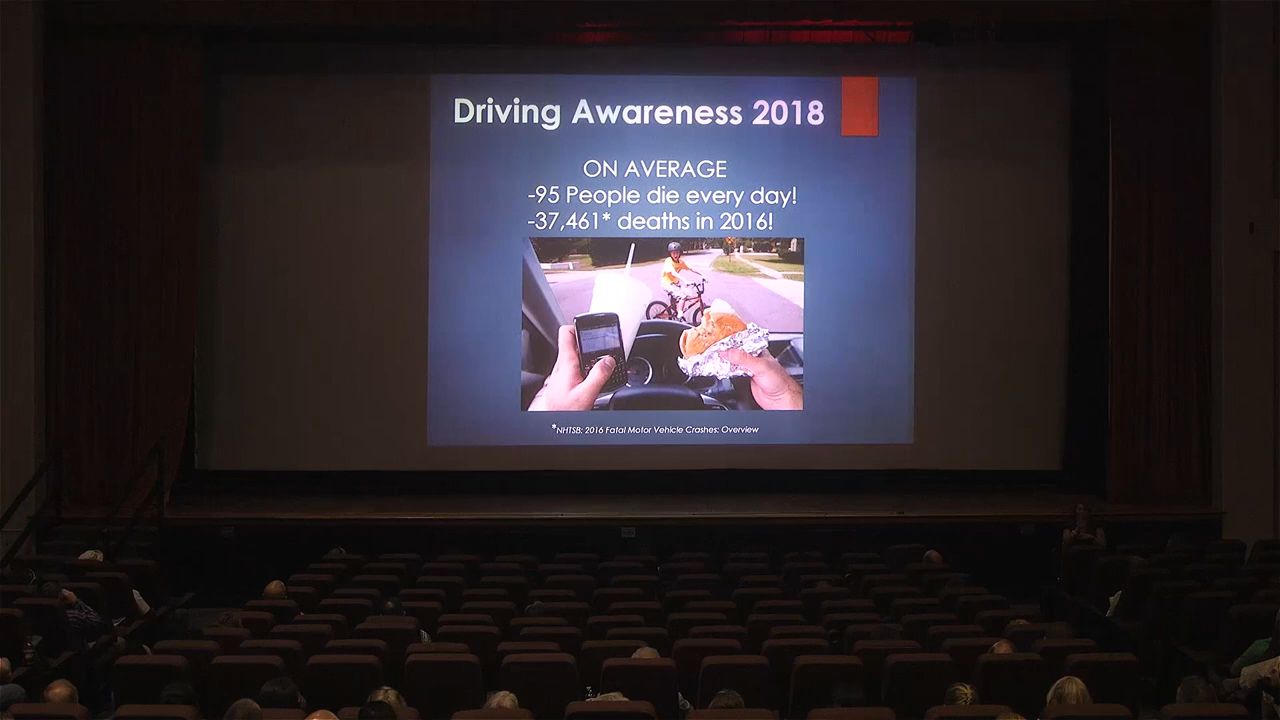 Driving Awareness 2018
ON AVERAGE
-95 People die every day!
-37,461* deaths in 2016!
*NHTSB: 2016 Fatal Motor Vehicle Crashes: Overview